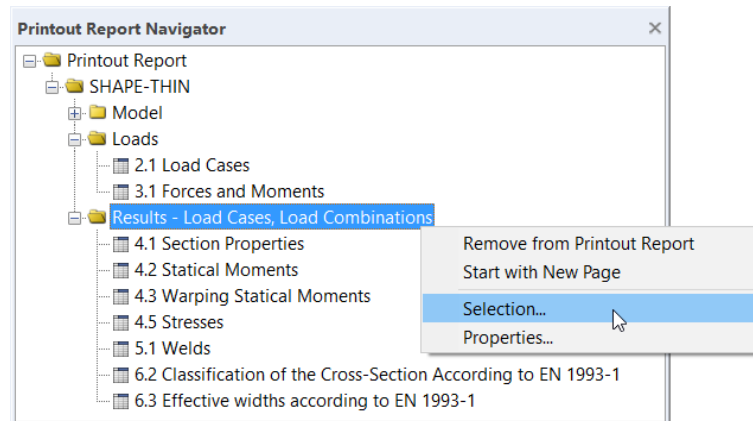 Printout Report Navigator
Printout Report
SHAPE-THIN
Model
Loads
2.1 Load Cases
3.1 Forces and Moments
Results - Load Cases, Load Combinations
4.1 Section Properties
4.2 Statical Moments
4.3 Warping Statical Moments
4.5 Stresses
5.1 Welds
6.2 Classification of the Cross-Section According to EN 1993-1
6.3 Effective widths according to EN 1993-1
Remove from Printout Report
Start with New Page
Selection...
Properties...